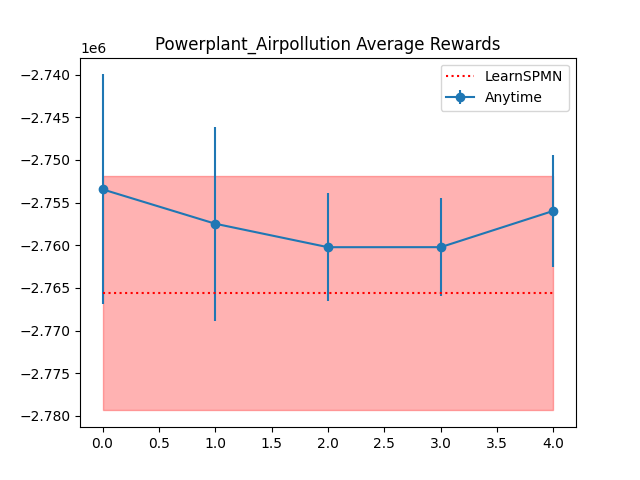 Powerplant_Airpollution Average Rewards
1e6
LearnSPMN
Anytime
−2.740
−2.745
−2.750
−2.755
−2.760
−2.765
−2.770
−2.775
−2.780
0.0 0.5 1.0 1.5 2.0 2.5 3.0 3.5 4.0